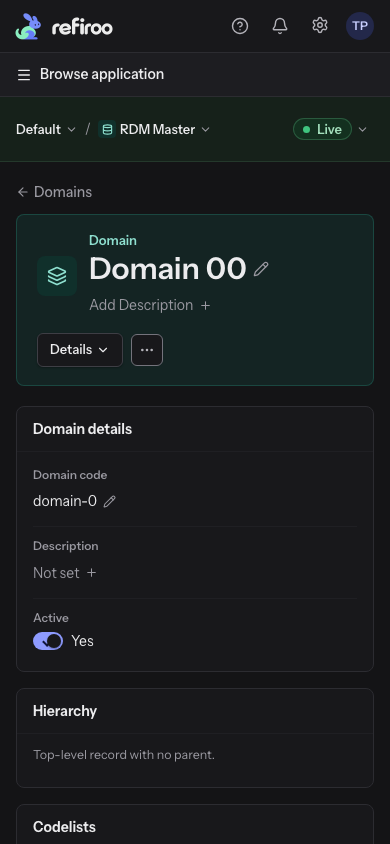 refiroo
TP
Browse application
Default / RDM Master
Live
← Domains
Domain
Domain 00
Add Description +
Details
...
Domain details
Domain code
domain-0
Description
Not set +
Active
Yes
Hierarchy
Top-level record with no parent.
Codelists